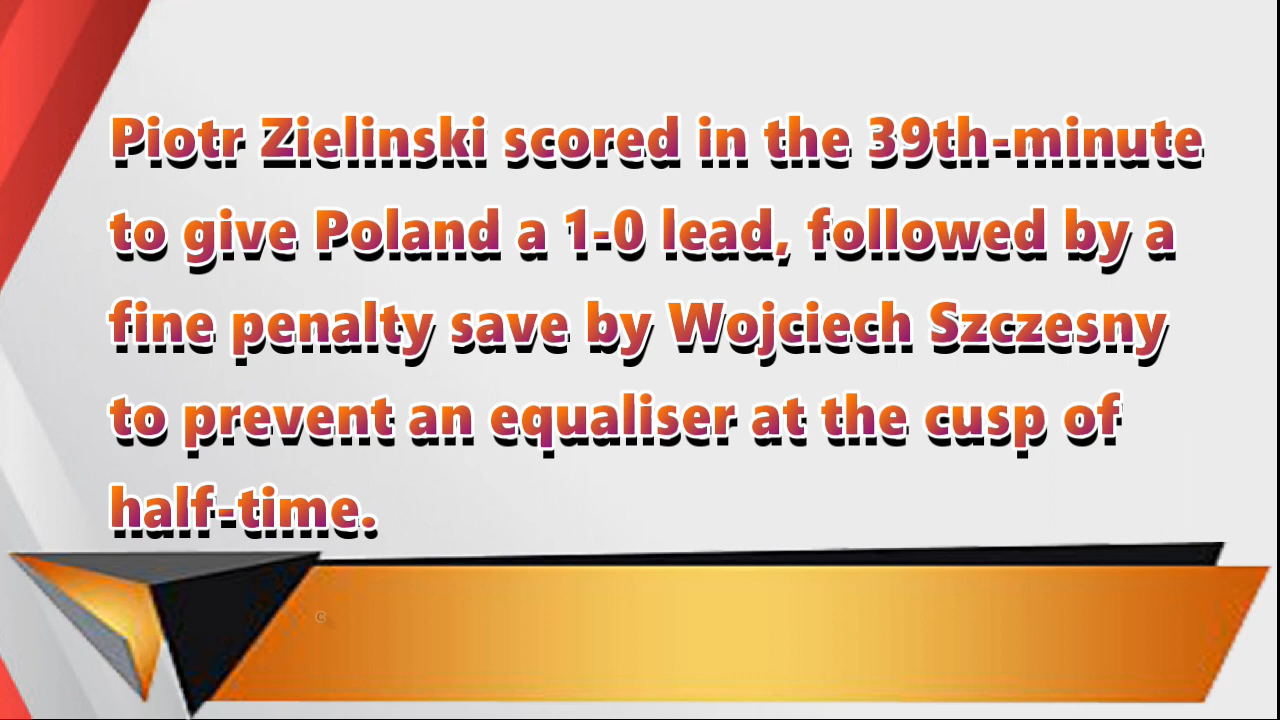 Piotr Zielinski scored in the 39th-minute
to give Poland a 1-0 lead, followed by a
fine penalty save by Wojciech Szczesny
to prevent an equaliser at the cusp of
half-time.
©